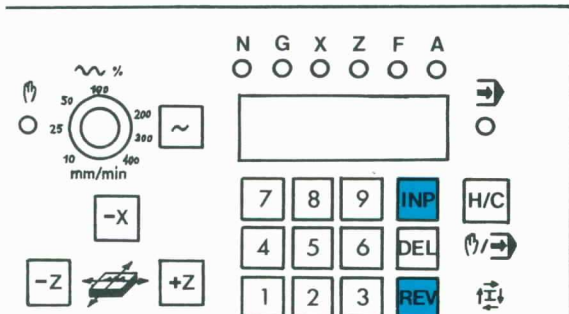 N G X Z F A
%
100
50
200
25
~
300
10
400
mm/min
7 8 9 INP H/C
-X
4 5 6 DEL
/
-Z
+Z
1 2 3 REV